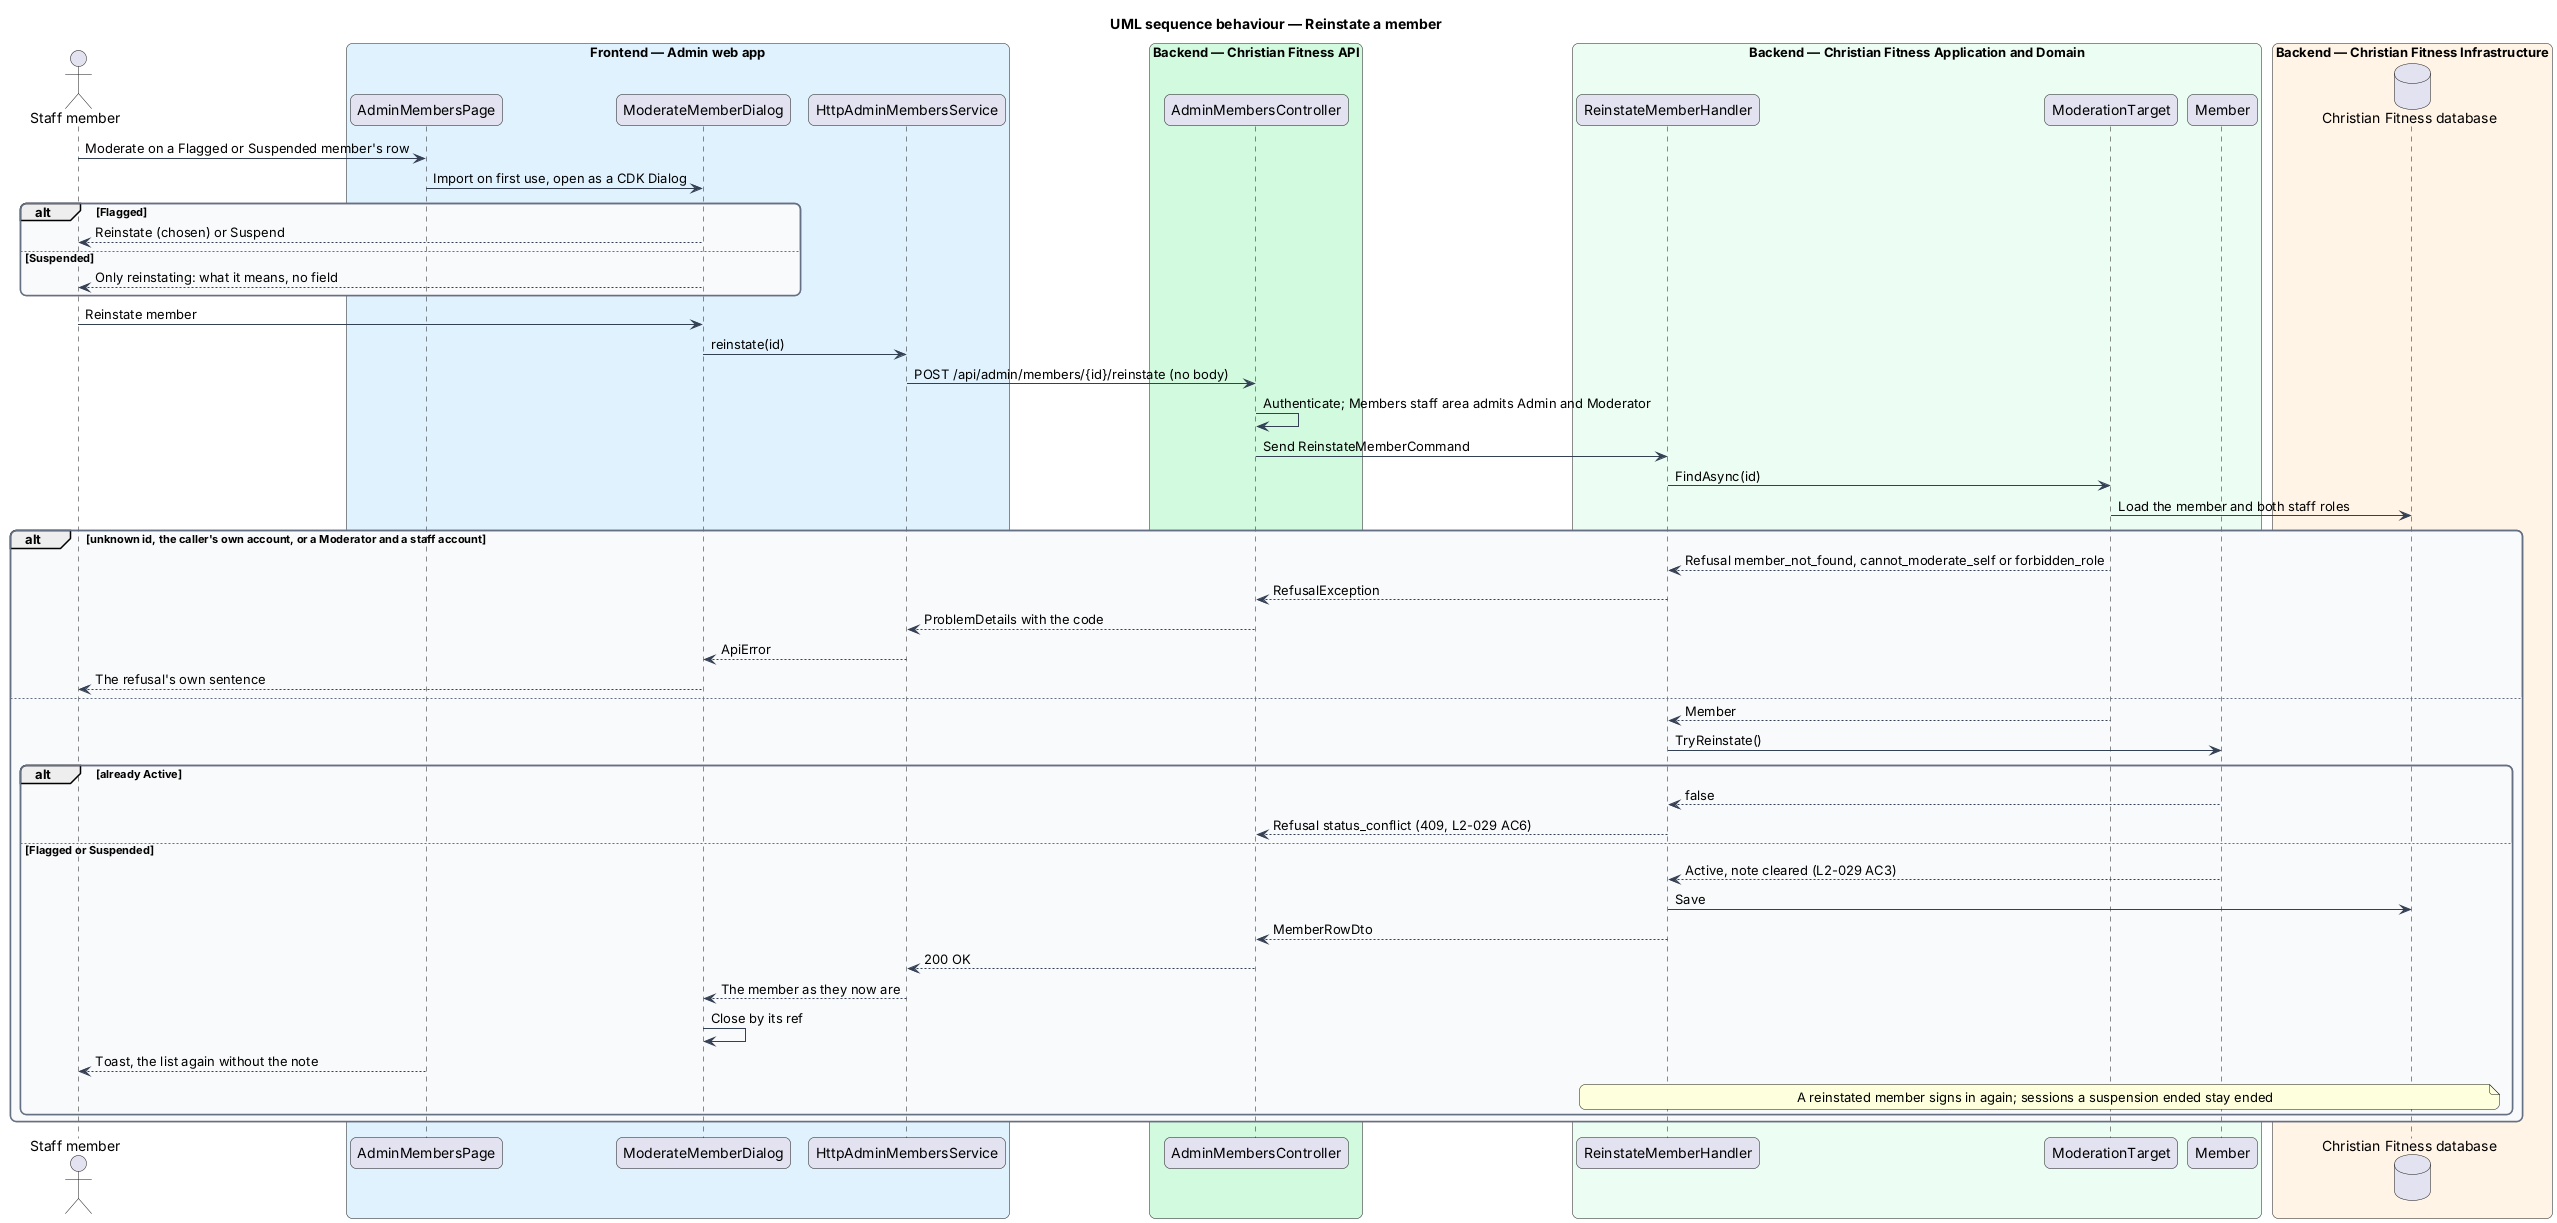 UML sequence behaviour — Reinstate a member
Frontend — Admin web app
Backend — Christian Fitness API
Backend — Christian Fitness Application and Domain
Backend — Christian Fitness Infrastructure
Staff member
AdminMembersPage
ModerateMemberDialog
HttpAdminMembersService
AdminMembersController
ReinstateMemberHandler
ModerationTarget
Member
Christian Fitness database
Moderate on a Flagged or Suspended member's row
Import on first use, open as a CDK Dialog
alt
[Flagged]
Reinstate (chosen) or Suspend
[Suspended]
Only reinstating: what it means, no field
Reinstate member
reinstate(id)
POST /api/admin/members/{id}/reinstate (no body)
Authenticate; Members staff area admits Admin and Moderator
Send ReinstateMemberCommand
FindAsync(id)
Load the member and both staff roles
alt
[unknown id, the caller's own account, or a Moderator and a staff account]
Refusal member_not_found, cannot_moderate_self or forbidden_role
RefusalException
ProblemDetails with the code
ApiError
The refusal's own sentence
Member
TryReinstate()
alt
[already Active]
false
Refusal status_conflict (409, L2-029 AC6)
[Flagged or Suspended]
Active, note cleared (L2-029 AC3)
Save
MemberRowDto
200 OK
The member as they now are
Close by its ref
Toast, the list again without the note
A reinstated member signs in again; sessions a suspension ended stay ended
Staff member
AdminMembersPage
ModerateMemberDialog
HttpAdminMembersService
AdminMembersController
ReinstateMemberHandler
ModerationTarget
Member
Christian Fitness database